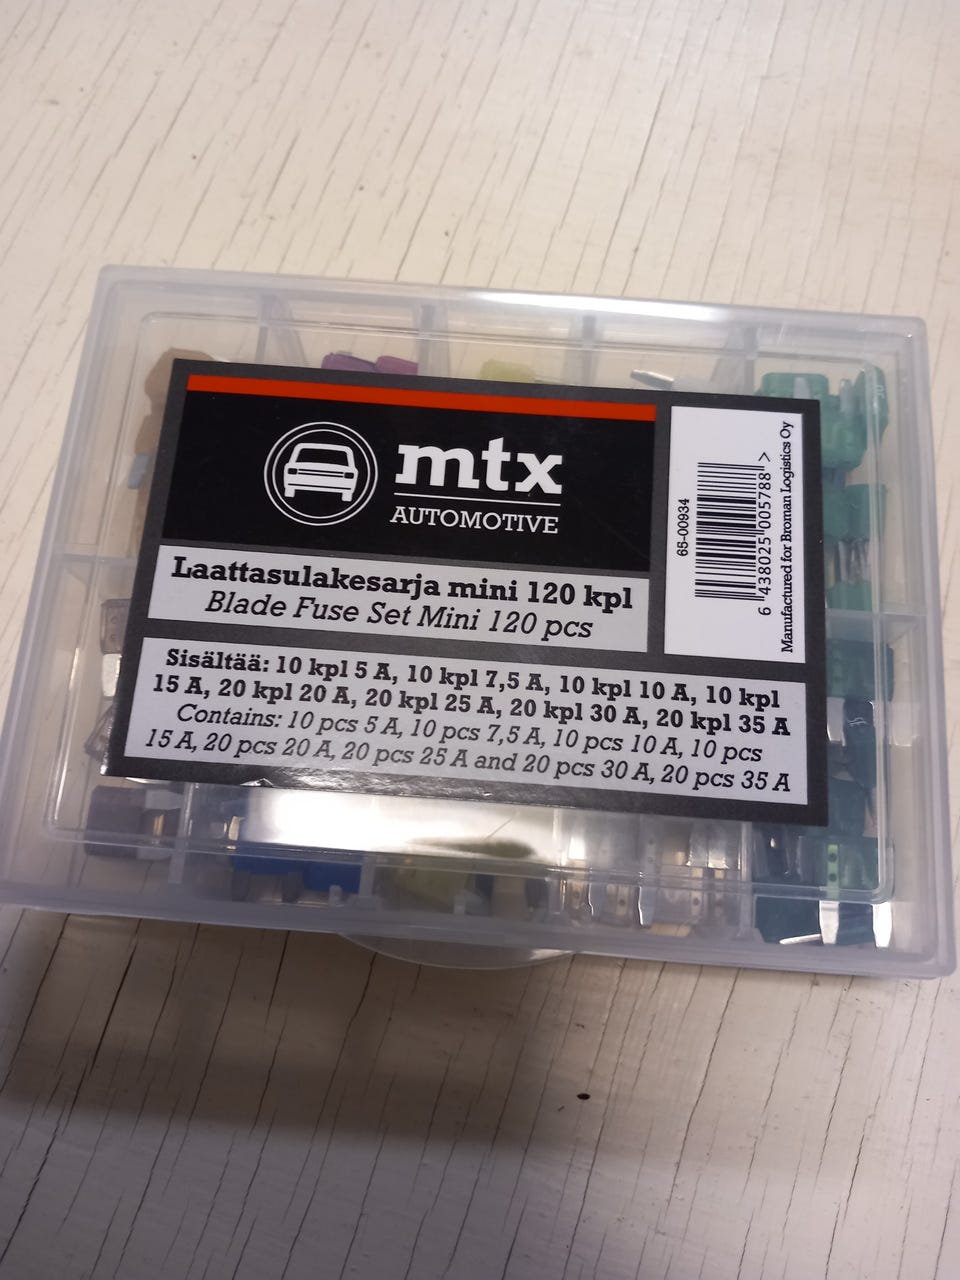 mtx
AUTOMOTIVE
Laattasulakesarja mini 120 kpl
Blade Fuse Set Mini 120 pcs
Sisältää: 10 kpl 5 A, 10 kpl 7,5 A, 10 kpl 10 A, 10 kpl
15 A, 20 kpl 20 A, 20 kpl 25 A, 20 kpl 30 A, 20 kpl 35 A
Contains: 10 pcs 5 A, 10 pcs 7,5 A, 10 pcs 10 A, 10 pcs
15 A, 20 pcs 20 A, 20 pcs 25 A and 20 pcs 30 A, 20 pcs 35 A
65-00934
6 438025 005788 >
Manufactured for Broman Logistics Oy